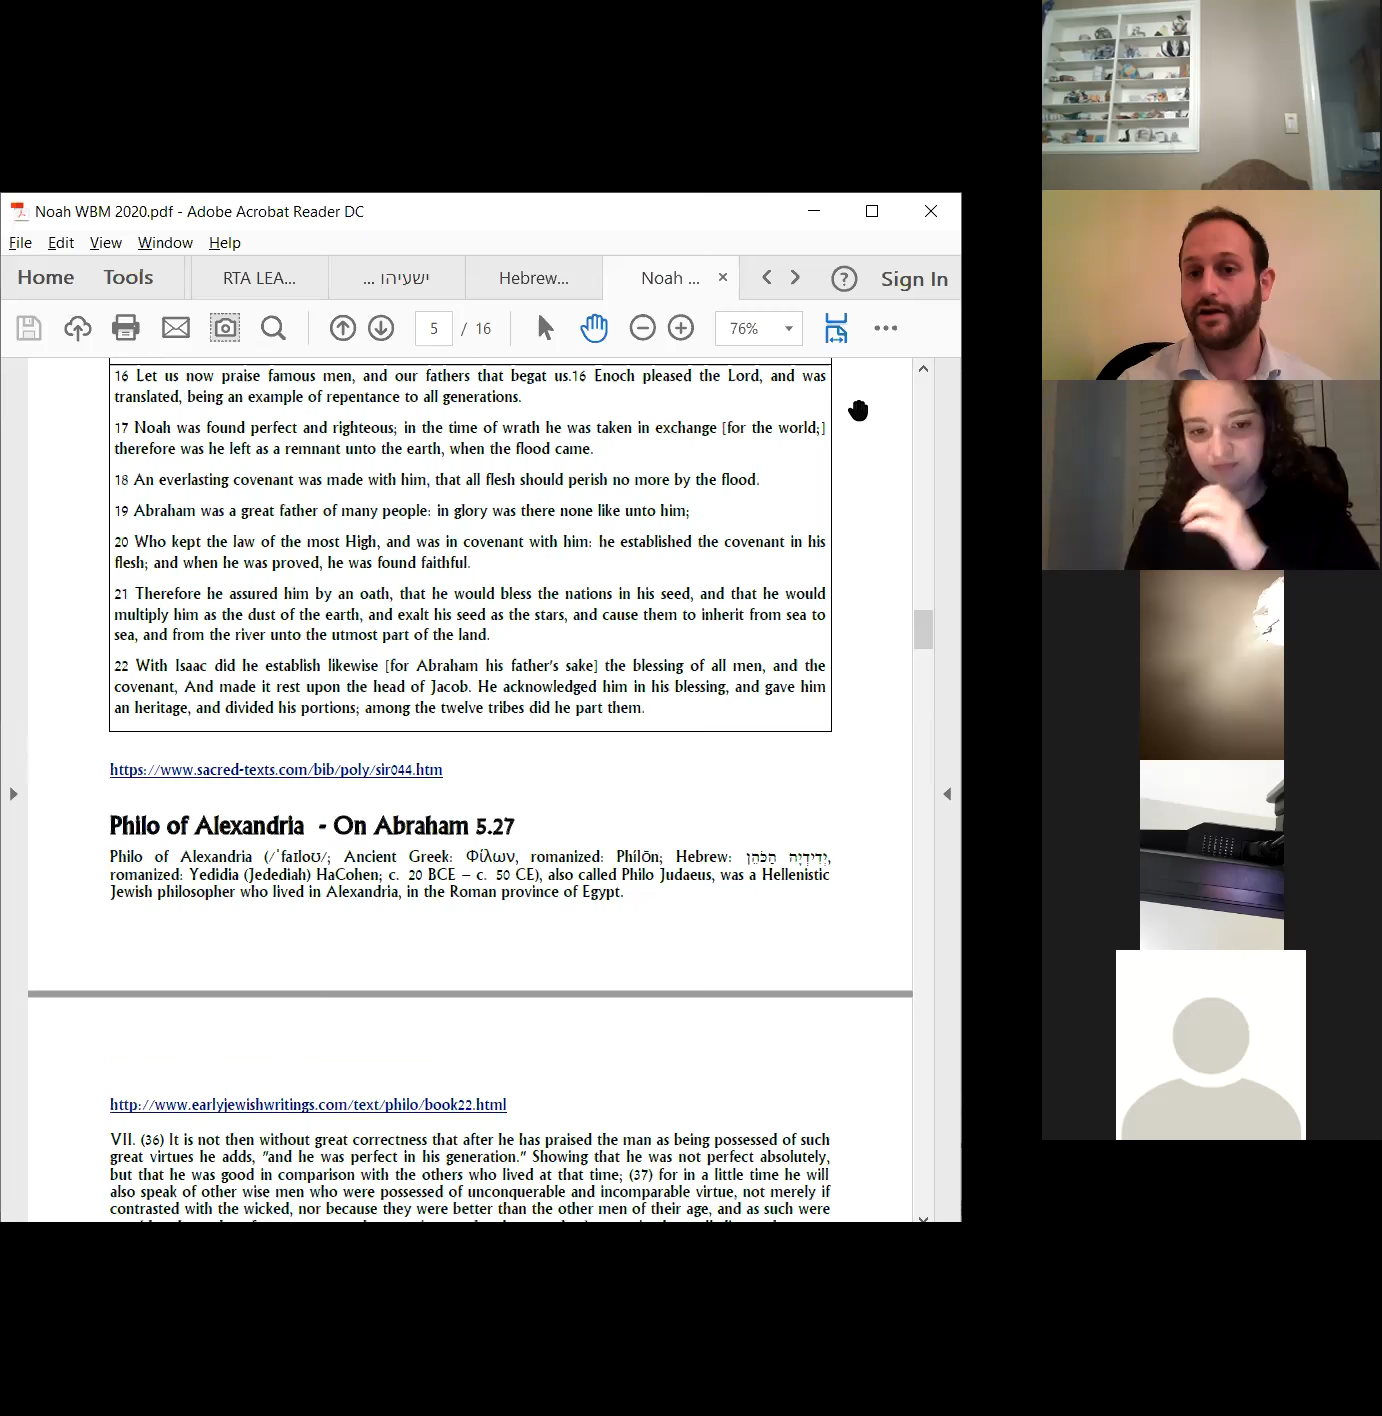 Noah WBM 2020.pdf - Adobe Acrobat Reader DC
File Edit View Window Help
Home Tools RTA LEA... ישעיהו ... Hebrew... Noah ... Sign In
5 / 16 76%
16 Let us now praise famous men, and our fathers that begat us.16 Enoch pleased the Lord, and was
translated, being an example of repentance to all generations.
17 Noah was found perfect and righteous; in the time of wrath he was taken in exchange [for the world;]
therefore was he left as a remnant unto the earth, when the flood came.
18 An everlasting covenant was made with him, that all flesh should perish no more by the flood.
19 Abraham was a great father of many people: in glory was there none like unto him;
20 Who kept the law of the most High, and was in covenant with him: he established the covenant in his
flesh; and when he was proved, he was found faithful.
21 Therefore he assured him by an oath, that he would bless the nations in his seed, and that he would
multiply him as the dust of the earth, and exalt his seed as the stars, and cause them to inherit from sea to
sea, and from the river unto the utmost part of the land.
22 With Isaac did he establish likewise [for Abraham his father's sake] the blessing of all men, and the
covenant, And made it rest upon the head of Jacob. He acknowledged him in his blessing, and gave him
an heritage, and divided his portions; among the twelve tribes did he part them.
https://www.sacred-texts.com/bib/poly/sir044.htm
Philo of Alexandria - On Abraham 5.27
Philo of Alexandria (/ˈfaɪloʊ/; Ancient Greek: Φίλων, romanized: Phílōn; Hebrew:
romanized: Yedidia (Jedediah) HaCohen; c. 20 BCE – c. 50 CE), also called Philo Judaeus, was a Hellenistic
Jewish philosopher who lived in Alexandria, in the Roman province of Egypt.
http://www.earlyjewishwritings.com/text/philo/book22.html
VII. (36) It is not then without great correctness that after he has praised the man as being possessed of such
great virtues he adds, "and he was perfect in his generation." Showing that he was not perfect absolutely,
but that he was good in comparison with the others who lived at that time; (37) for in a little time he will
also speak of other wise men who were possessed of unconquerable and incomparable virtue, not merely if
contrasted with the wicked, nor because they were better than the other men of their age, and as such were